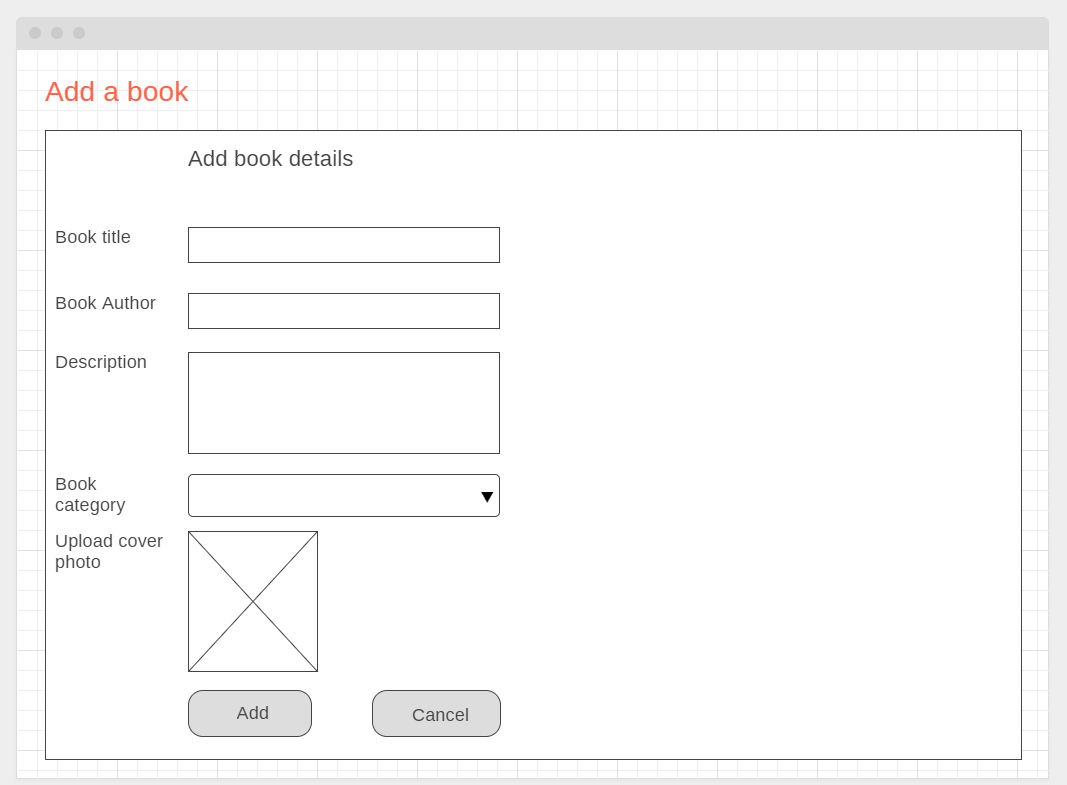 Add a book
Add book details
Book title
Book Author
Description
Book
category
Upload cover
photo
Add
Cancel